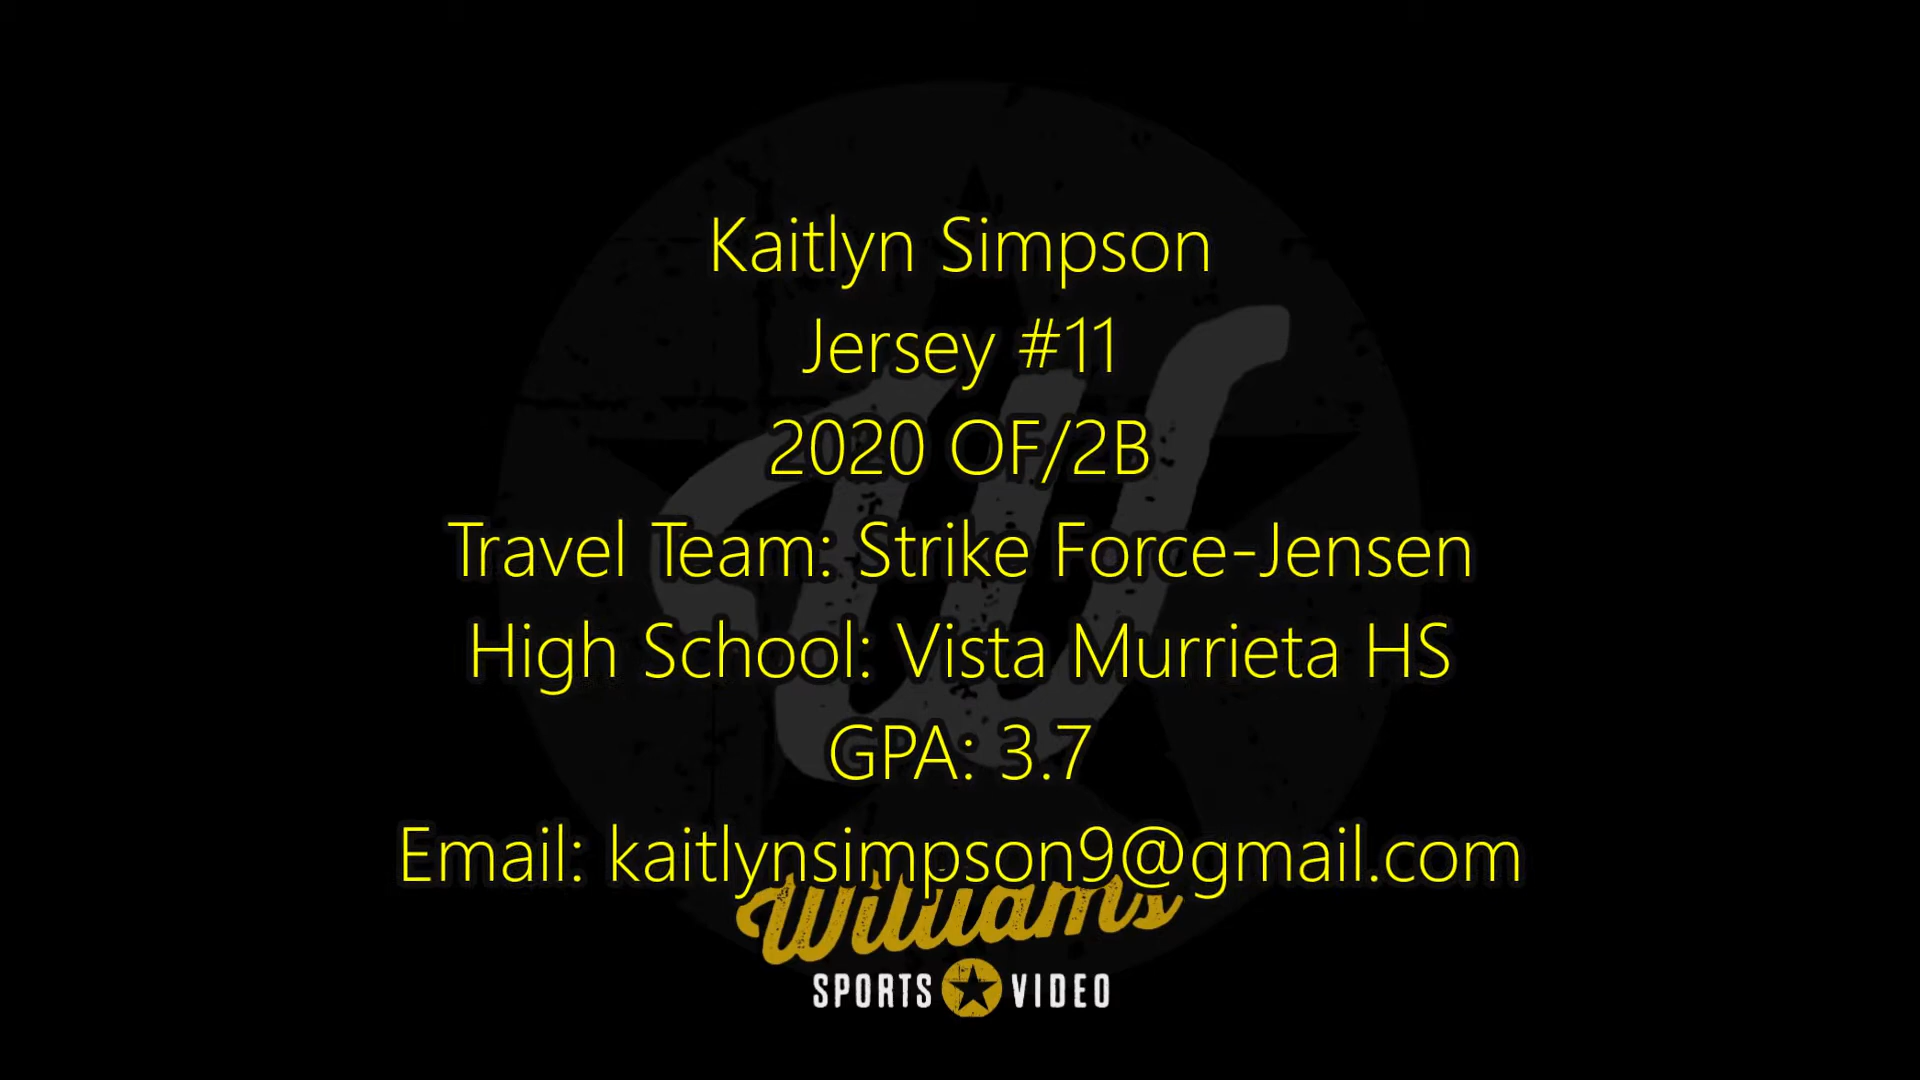 Kaitlyn Simpson
Jersey #11
2020 OF/2B
Travel Team: Strike Force-Jensen
High School: Vista Murrieta HS
GPA: 3.7
Email: kaitlynsimpson9@gmail.com
Williams
SPORTS VIDEO